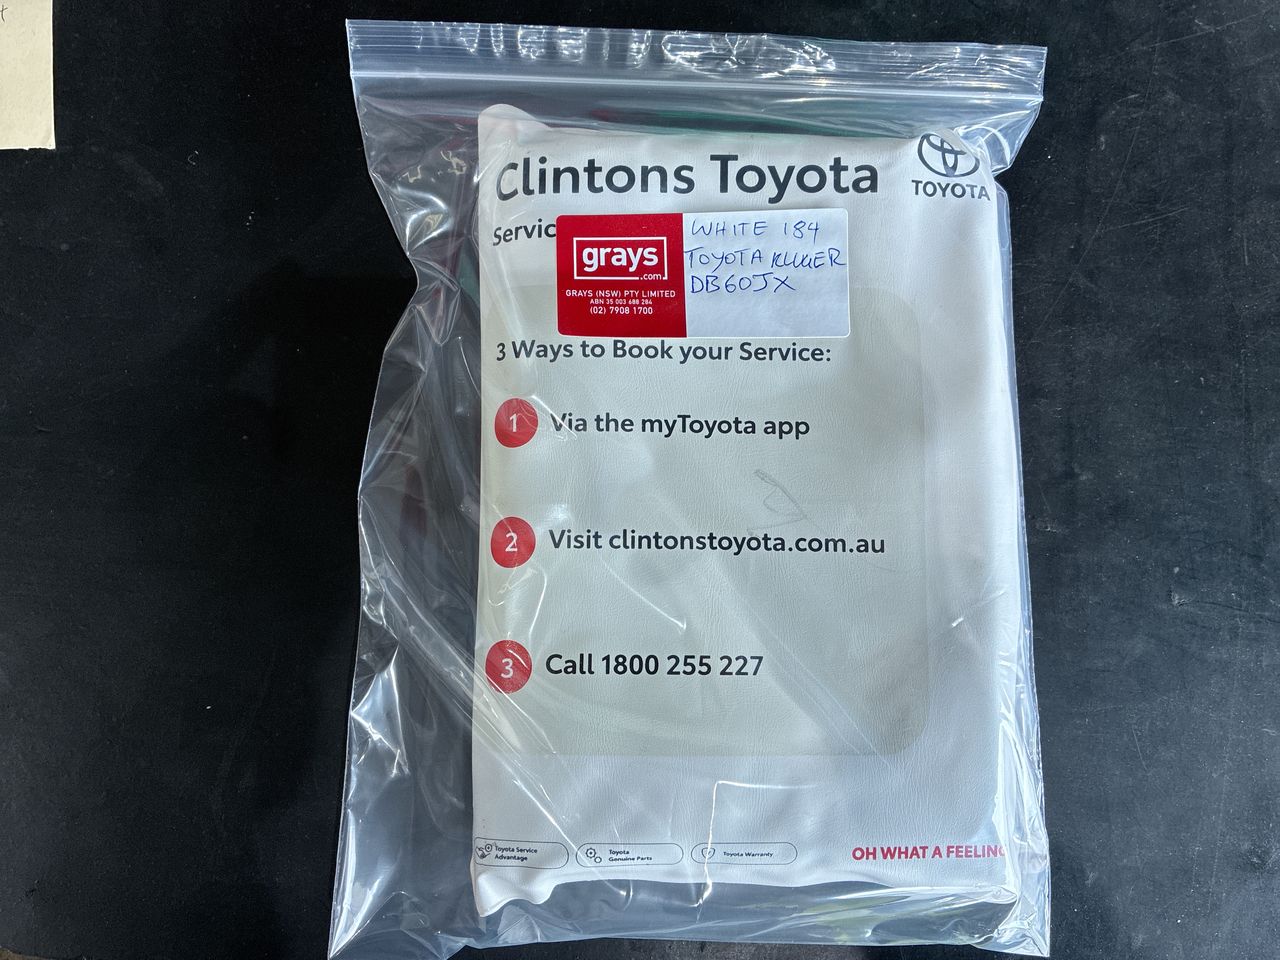 Clintons Toyota
TOYOTA
Servic
grays
.com
GRAYS (NSW) PTY LIMITED
ABN 35 003 688 284
(02) 7908 1700
WHITE 184
TOYOTA KLUGER
DB60JX
3 Ways to Book your Service:
1 Via the myToyota app
2 Visit clintonstoyota.com.au
3 Call 1800 255 227
Toyota Service
Advantage
Toyota
Genuine Parts
Toyota Warranty
OH WHAT A FEELING